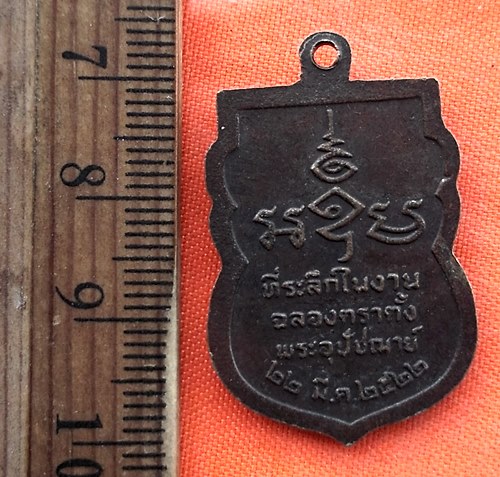 7
8
9
10
ที่ระลึกในงาน
ฉลองตราตั้ง
พระอุปัชฌาย์
๒๒ มี.ค.๒๕๒๒